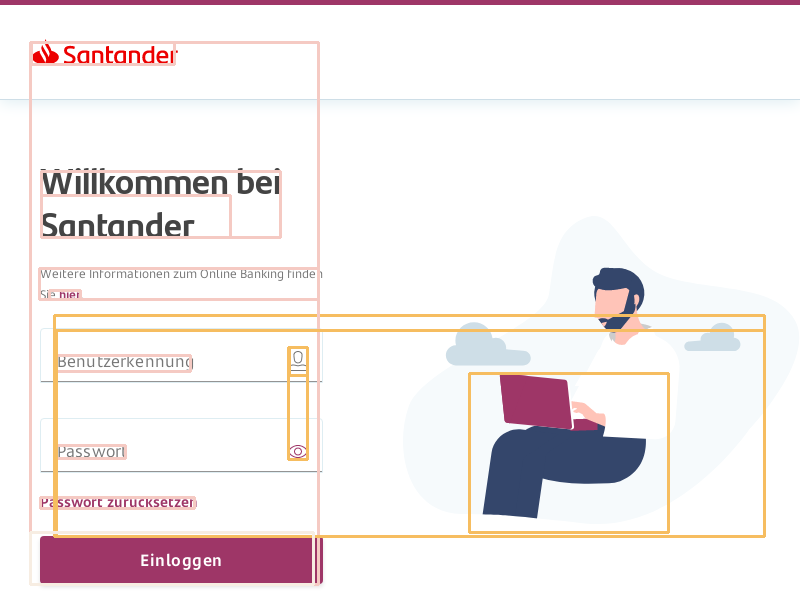 Santander
Willkommen bei
Santander
Weitere Informationen zum Online Banking finden
Sie hier
Benutzerkennung
Passwort
Passwort zurücksetzen
Einloggen